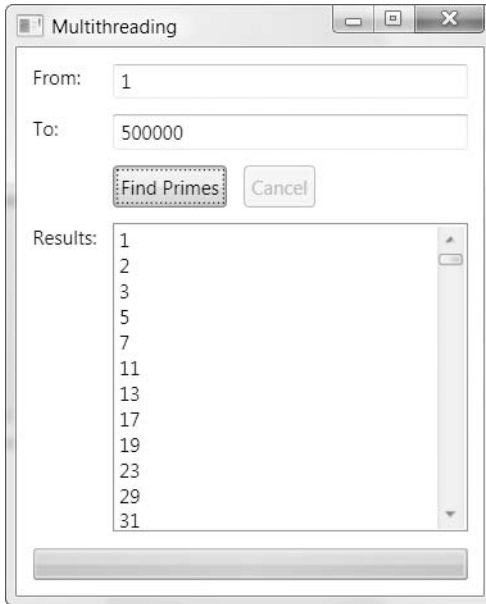 Multithreading
From: 1
To: 500000
Find Primes Cancel
Results: 1
2
3
5
7
11
13
17
19
23
29
31